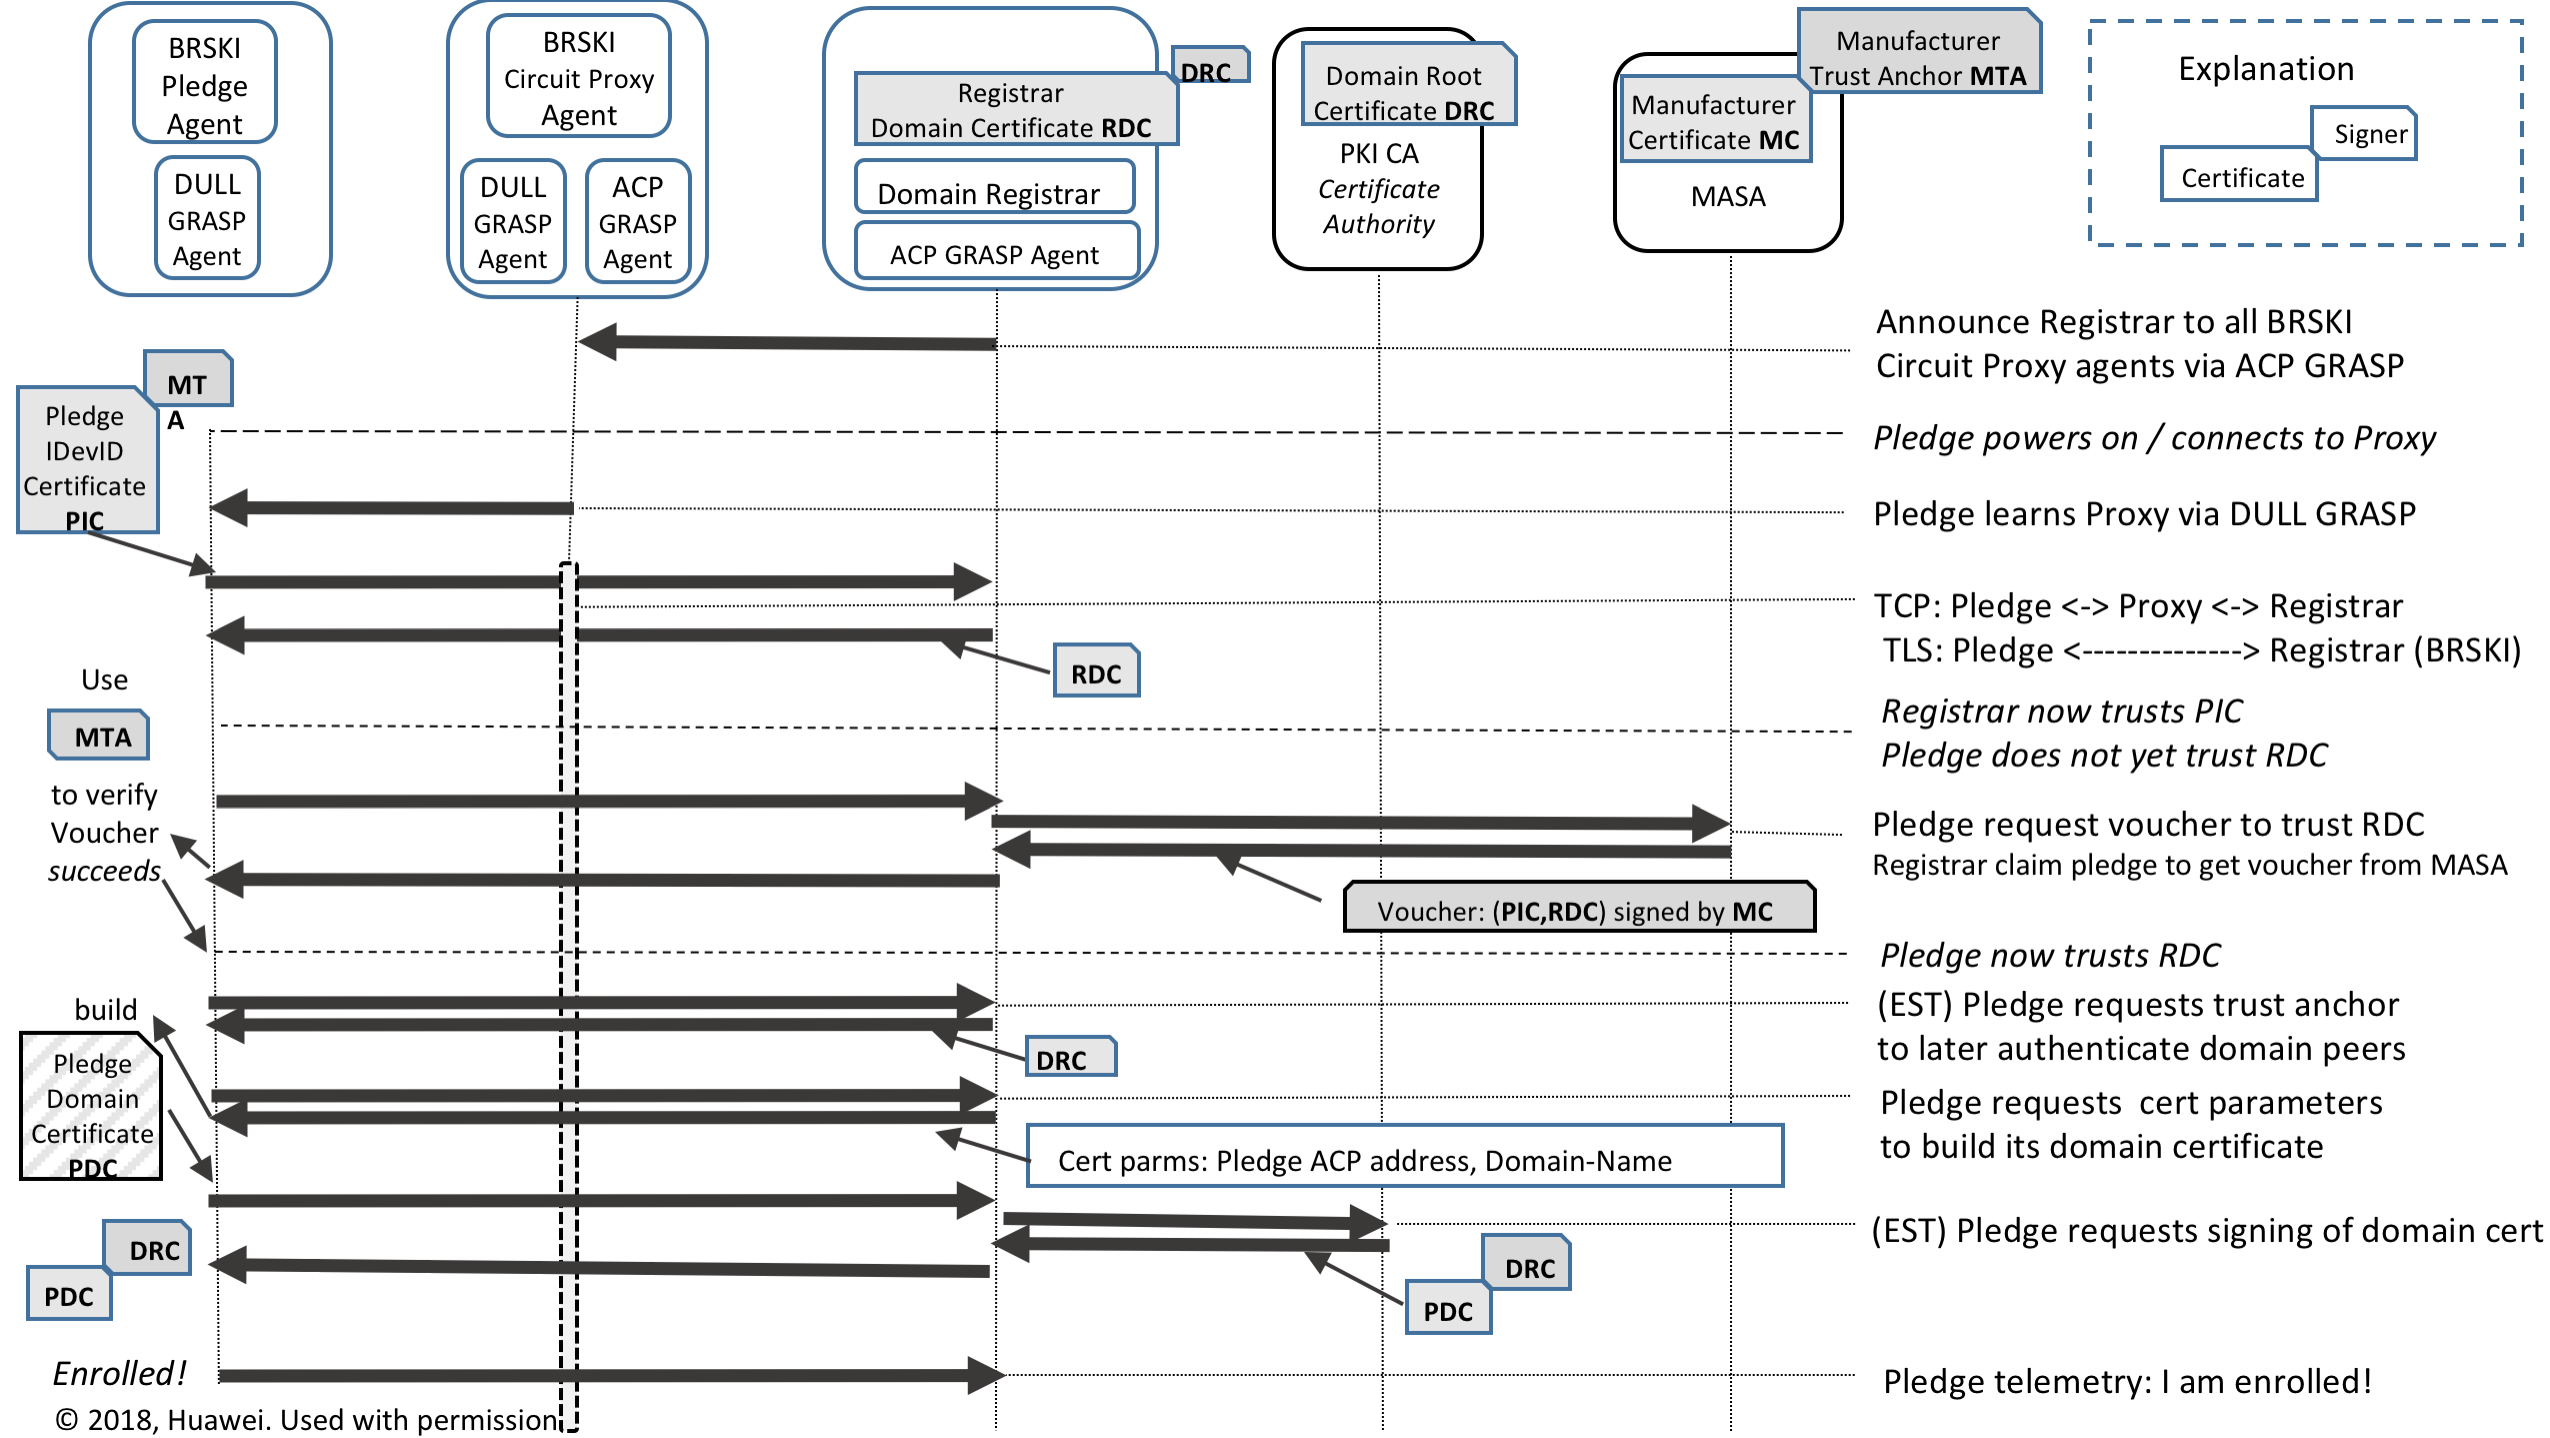 BRSKI
Pledge
Agent
DULL
GRASP
Agent
BRSKI
Circuit Proxy
Agent
DULL
GRASP
Agent
ACP
GRASP
Agent
DRC
Registrar
Domain Certificate RDC
Domain Registrar
ACP GRASP Agent
Domain Root
Certificate DRC
PKI CA
Certificate
Authority
Manufacturer
Trust Anchor MTA
Manufacturer
Certificate MC
MASA
Explanation
Signer
Certificate
Announce Registrar to all BRSKI
Circuit Proxy agents via ACP GRASP
MT
A
Pledge
IDevID
Certificate
PIC
Pledge powers on / connects to Proxy
Pledge learns Proxy via DULL GRASP
TCP: Pledge <-> Proxy <-> Registrar
TLS: Pledge <--------------> Registrar (BRSKI)
RDC
Use
MTA
to verify
Voucher
succeeds
Registrar now trusts PIC
Pledge does not yet trust RDC
Pledge request voucher to trust RDC
Registrar claim pledge to get voucher from MASA
Voucher: (PIC,RDC) signed by MC
Pledge now trusts RDC
(EST) Pledge requests trust anchor
to later authenticate domain peers
DRC
build
Pledge
Domain
Certificate
PDC
Pledge requests cert parameters
to build its domain certificate
Cert parms: Pledge ACP address, Domain-Name
(EST) Pledge requests signing of domain cert
DRC
PDC
DRC
PDC
Enrolled!
Pledge telemetry: I am enrolled!
© 2018, Huawei. Used with permission